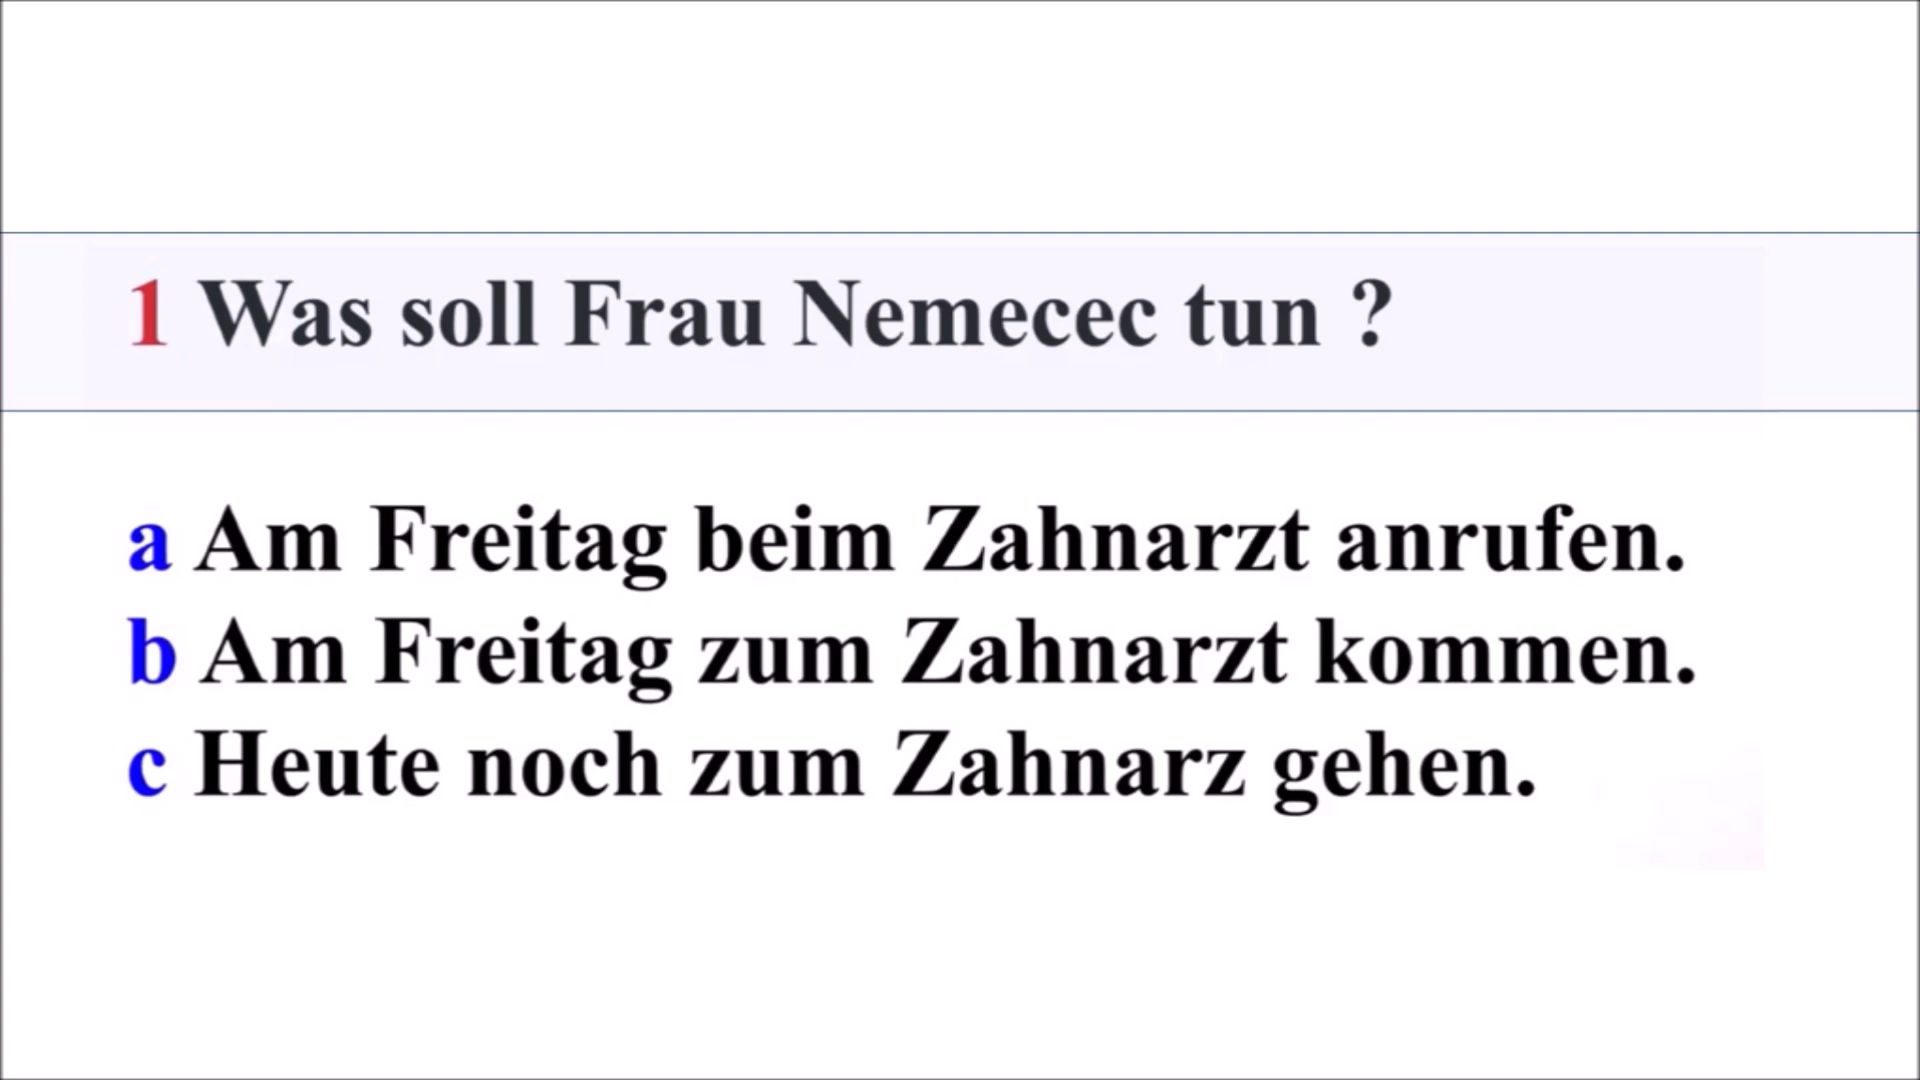 1 Was soll Frau Nemecec tun ?
a Am Freitag beim Zahnarzt anrufen.
b Am Freitag zum Zahnarzt kommen.
c Heute noch zum Zahnarz gehen.